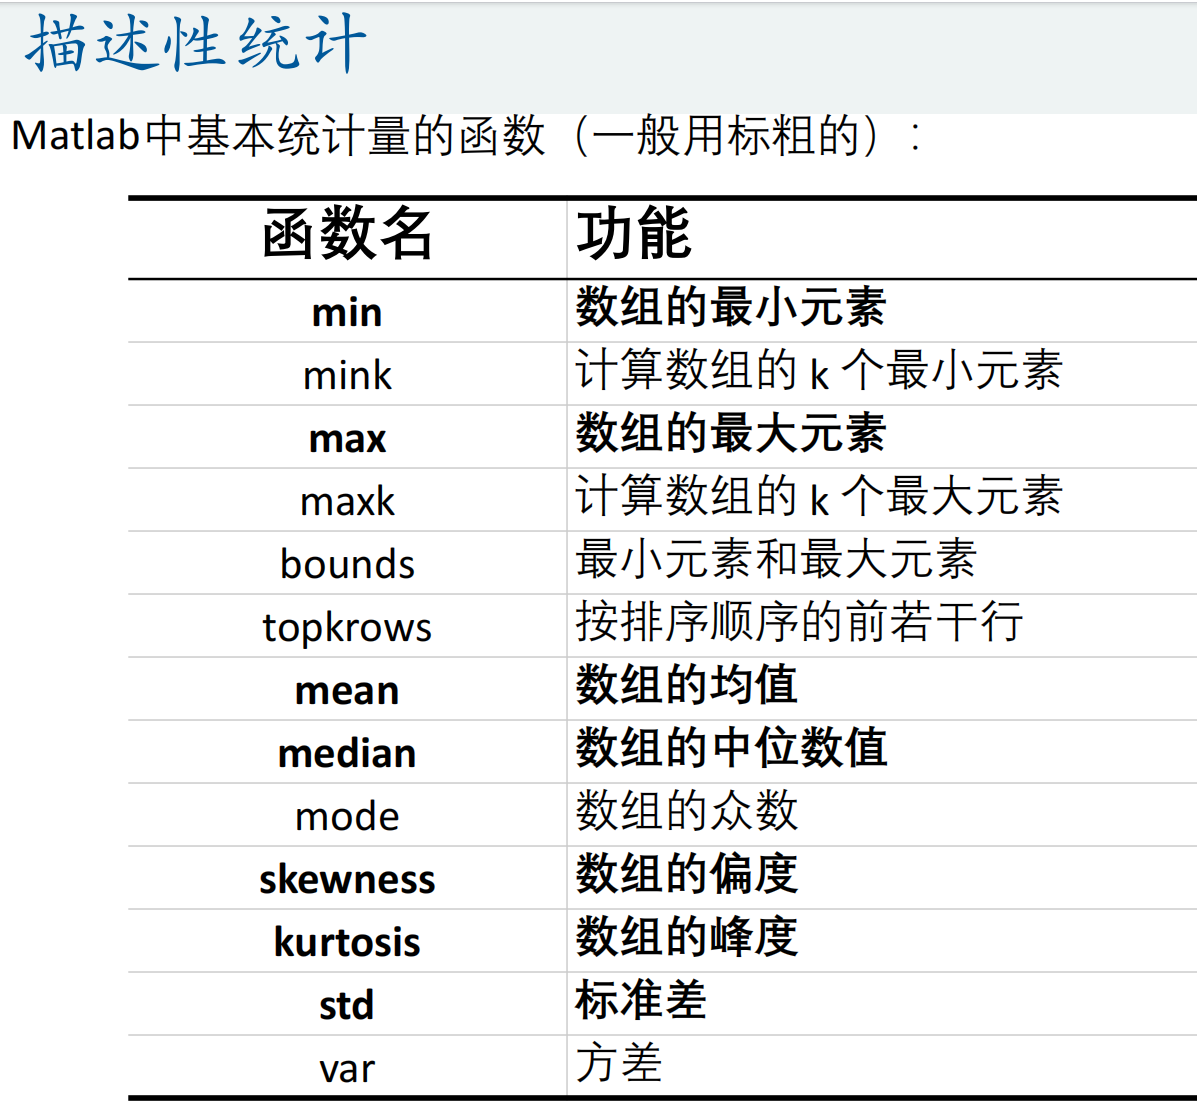 描述性统计
Matlab中基本统计量的函数（一般用标粗的）:
函数名 功能
min 数组的最小元素
mink 计算数组的 k 个最小元素
max 数组的最大元素
maxk 计算数组的 k 个最大元素
bounds 最小元素和最大元素
topkrows 按排序顺序的前若干行
mean 数组的均值
median 数组的中位数值
mode 数组的众数
skewness 数组的偏度
kurtosis 数组的峰度
std 标准差
var 方差